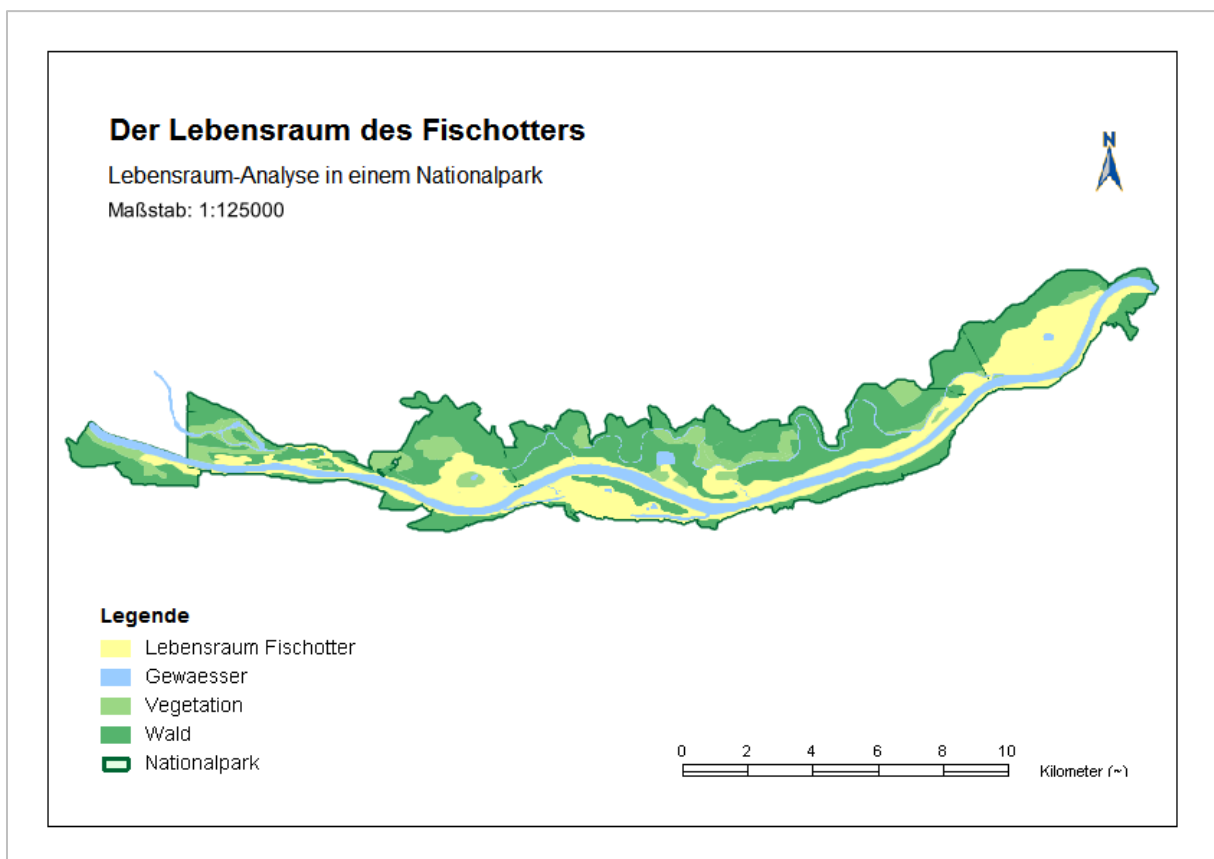 Der Lebensraum des Fischotters
Lebensraum-Analyse in einem Nationalpark
Maßstab: 1:125000
N
Legende
Lebensraum Fischotter
Gewaesser
Vegetation
Wald
Nationalpark
0 2 4 6 8 10
Kilometer (~)